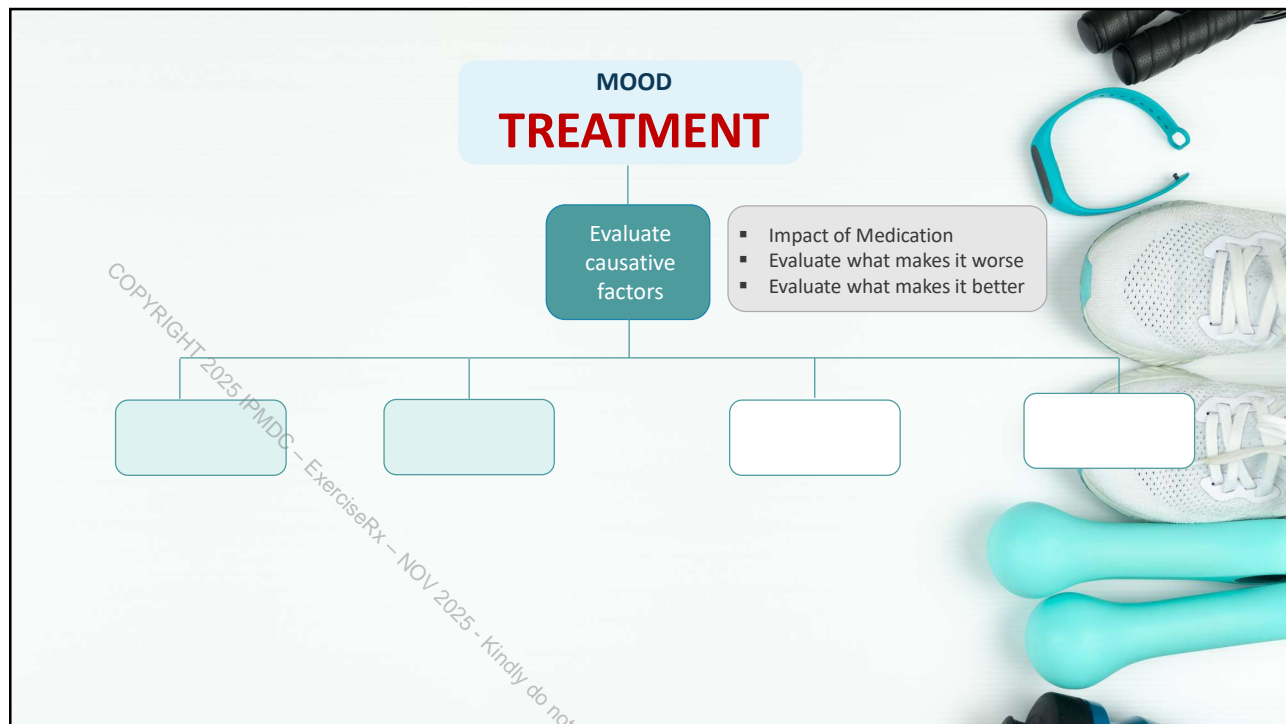 MOOD
TREATMENT
Evaluate
causative
factors
▪ Impact of Medication
▪ Evaluate what makes it worse
▪ Evaluate what makes it better
COPYRIGHT 2025 IPMDC – ExerciseRx – NOV 2025 - Kindly do not